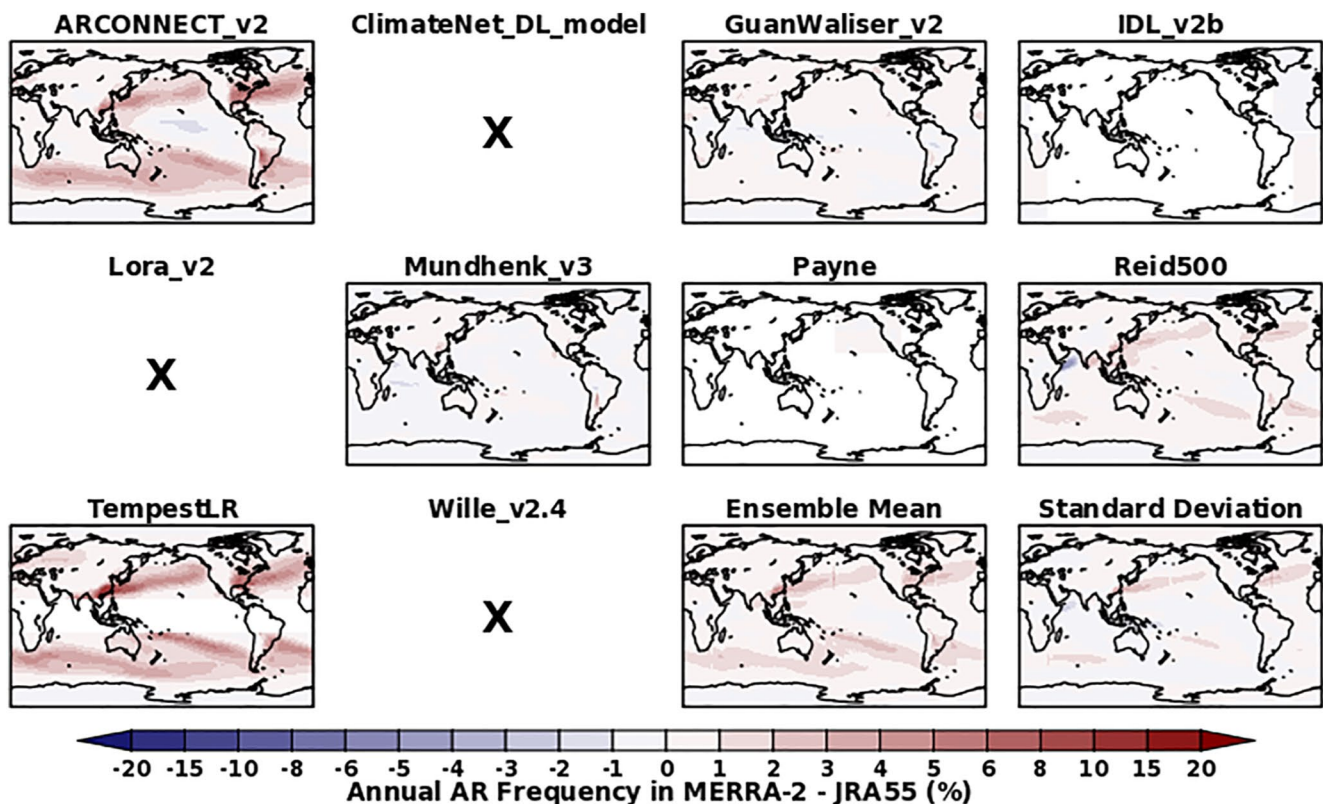 ARCONNECT_v2 ClimateNet_DL_model GuanWaliser_v2 IDL_v2b
X
Lora_v2 Mundhenk_v3 Payne Reid500
X
TempestLR Wille_v2.4 Ensemble Mean Standard Deviation
X
-20 -15 -10 -8 -6 -5 -4 -3 -2 -1 0 1 2 3 4 5 6 8 10 15 20
Annual AR Frequency in MERRA-2 - JRA55 (%)